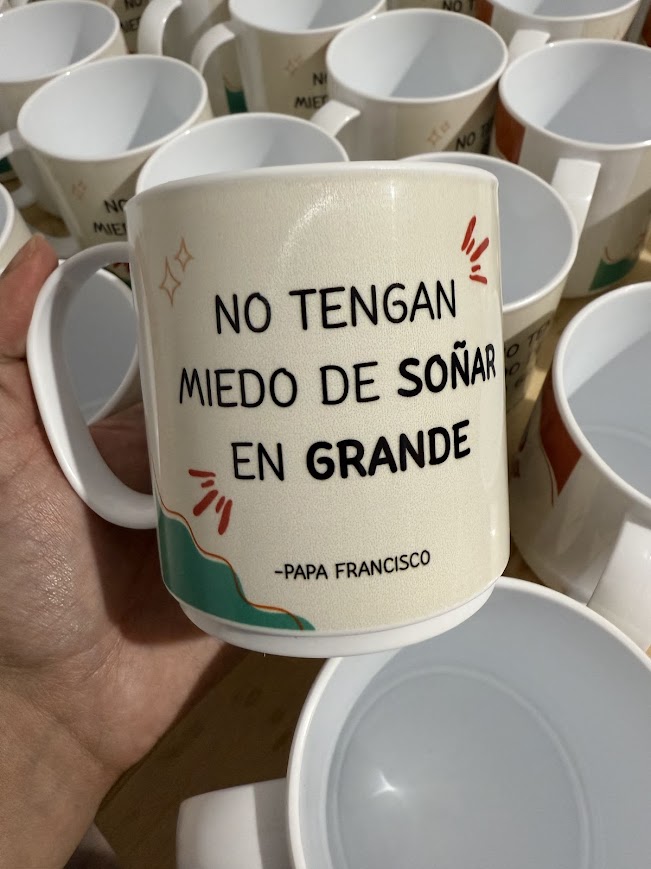 NO TENGAN
MIEDO DE SOÑAR
EN GRANDE
-PAPA FRANCISCO